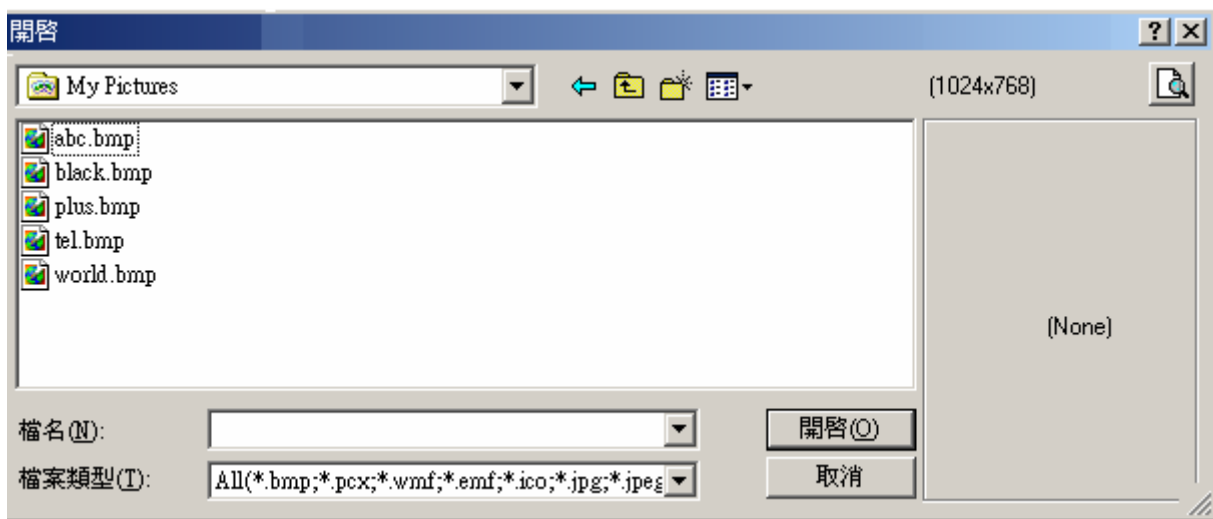 開啓
My Pictures
(1024x768)
abc.bmp
black.bmp
plus.bmp
tel.bmp
world.bmp
(None)
檔名(N):
開啓(O)
檔案類型(T):
All(*.bmp;*.pcx;*.wmf;*.emf;*.ico;*.jpg;*.jpeg
取消